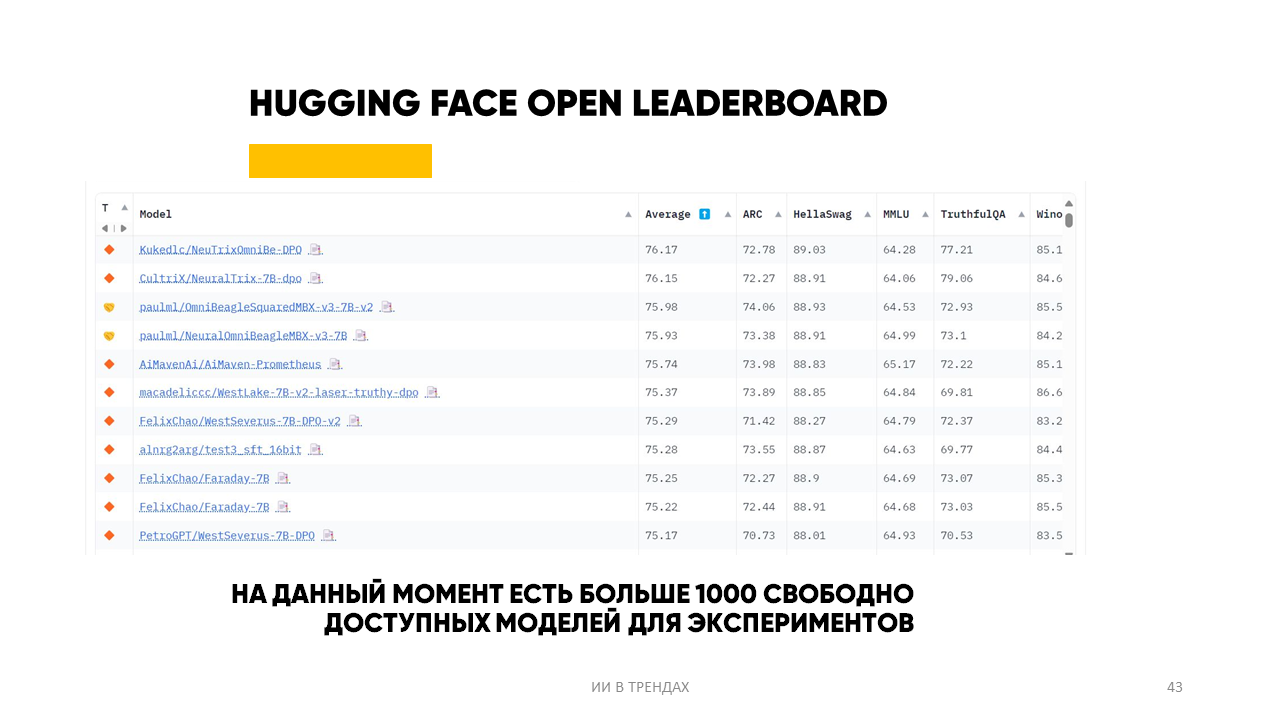 HUGGING FACE OPEN LEADERBOARD
T Model Average ARC HellaSwag MMLU TruthfulQA Wino
Kukedlc/NeuTrixOmniBe-DPO 76.17 72.78 89.03 64.28 77.21 85.1
CultriX/NeuralTrix-7B-dpo 76.15 72.27 88.91 64.06 79.06 84.6
paulml/OmniBeagleSquaredMBX-v3-7B-v2 75.98 74.06 88.93 64.53 72.93 85.5
paulml/NeuralOmniBeagleMBX-v3-7B 75.93 73.38 88.91 64.99 73.1 84.2
AiMavenAi/AiMaven-Prometheus 75.74 73.98 88.83 65.17 72.22 85.1
macadeliccc/WestLake-7B-v2-laser-truthy-dpo 75.37 73.89 88.85 64.84 69.81 86.6
FelixChao/WestSeverus-7B-DPO-v2 75.29 71.42 88.27 64.79 72.37 83.2
alnrg2arg/test3_sft_16bit 75.28 73.55 88.87 64.63 69.77 84.4
FelixChao/Faraday-7B 75.25 72.27 88.9 64.69 73.07 85.3
FelixChao/Faraday-7B 75.22 72.44 88.91 64.68 73.03 85.5
PetroGPT/WestSeverus-7B-DPO 75.17 70.73 88.01 64.93 70.53 83.5
НА ДАННЫЙ МОМЕНТ ЕСТЬ БОЛЬШЕ 1000 СВОБОДНО
ДОСТУПНЫХ МОДЕЛЕЙ ДЛЯ ЭКСПЕРИМЕНТОВ
ИИ В ТРЕНДАХ 43